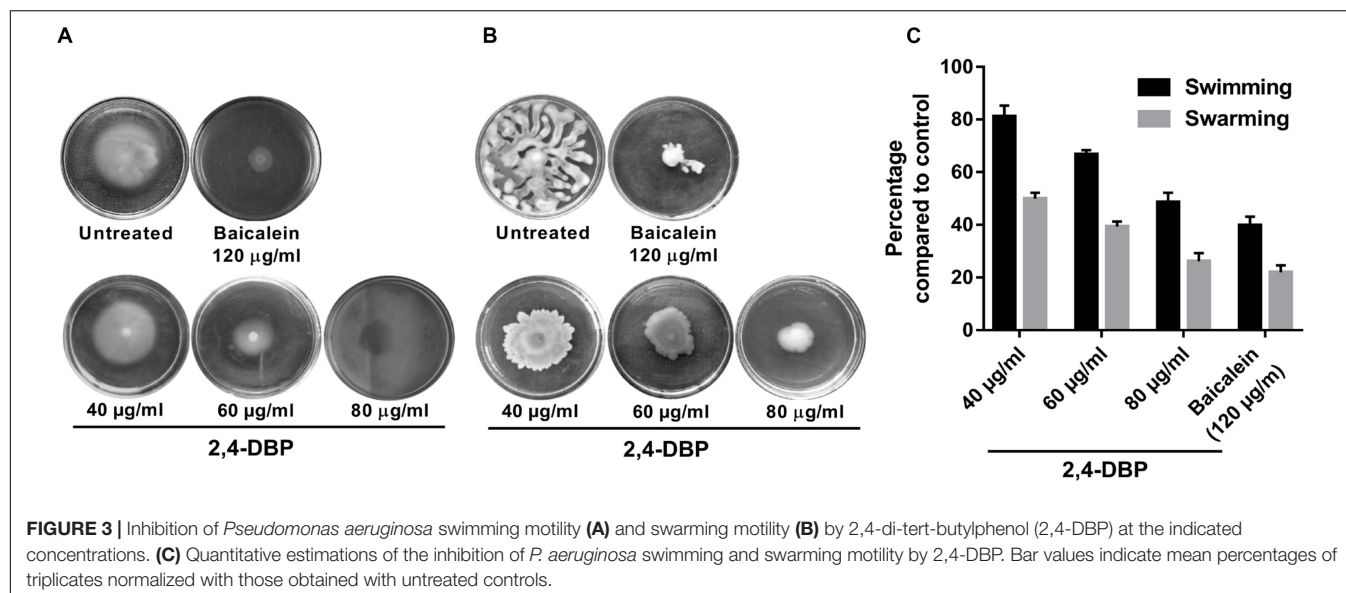 A
B
C
Untreated
Baicalein
120 μg/ml
40 µg/ml
60 µg/ml
80 μg/ml
2,4-DBP
Untreated
Baicalein
120 μg/ml
40 µg/ml
60 µg/ml
80 μg/ml
2,4-DBP
Percentage
compared to control
100
80
60
40
20
0
Swimming
Swarming
40 µg/ml
60 µg/ml
80 µg/ml
Baicalein
(120 µg/m)
2,4-DBP
FIGURE 3 | Inhibition of Pseudomonas aeruginosa swimming motility (A) and swarming motility (B) by 2,4-di-tert-butylphenol (2,4-DBP) at the indicated
concentrations. (C) Quantitative estimations of the inhibition of P. aeruginosa swimming and swarming motility by 2,4-DBP. Bar values indicate mean percentages of
triplicates normalized with those obtained with untreated controls.